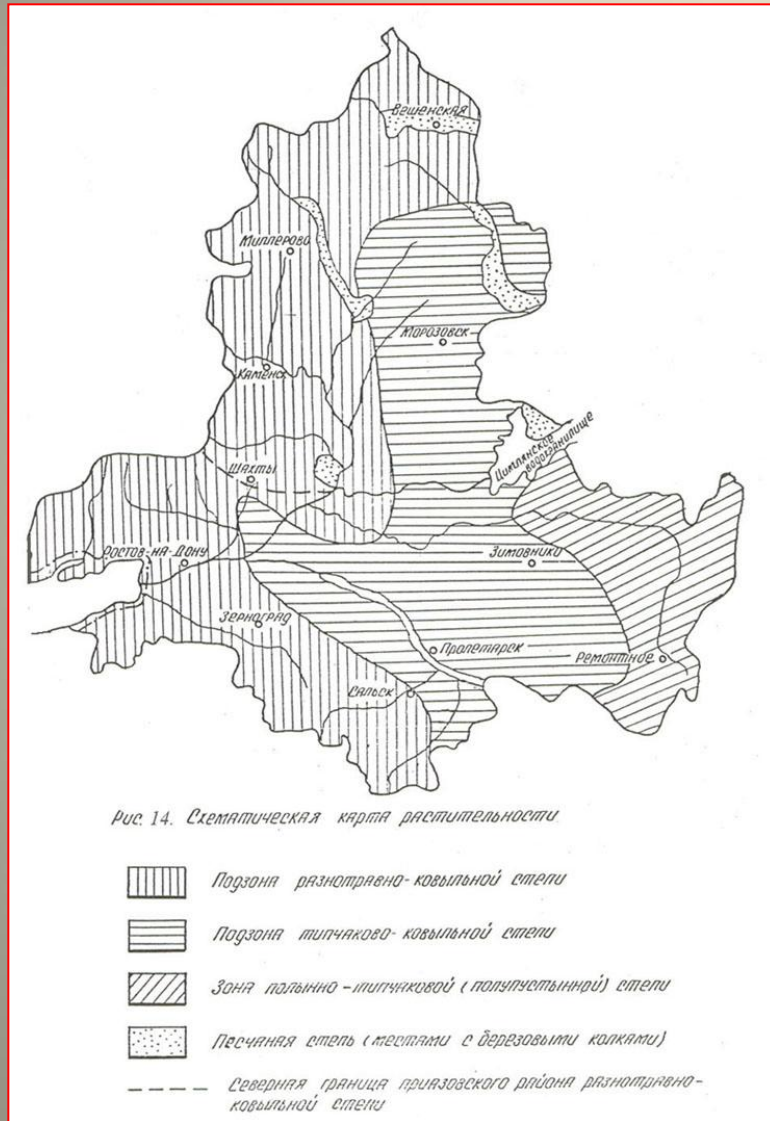 Вешенская
Миллерово
Морозовск
Каменск
Цимлянское
водохранилище
Шахты
Ростов-на-Дону
Зимовники
Зерноград
Пролетарск
Ремонтное
Сальск
Рис. 14. Схематическая карта растительности
Подзона разнотравно-ковыльной степи
Подзона типчаково-ковыльной степи
Зона полынно-типчаковой (полупустынной) степи
Песчаная степь (местами с березовыми колками)
Северная граница приазовского района разнотравно-
ковыльной степи